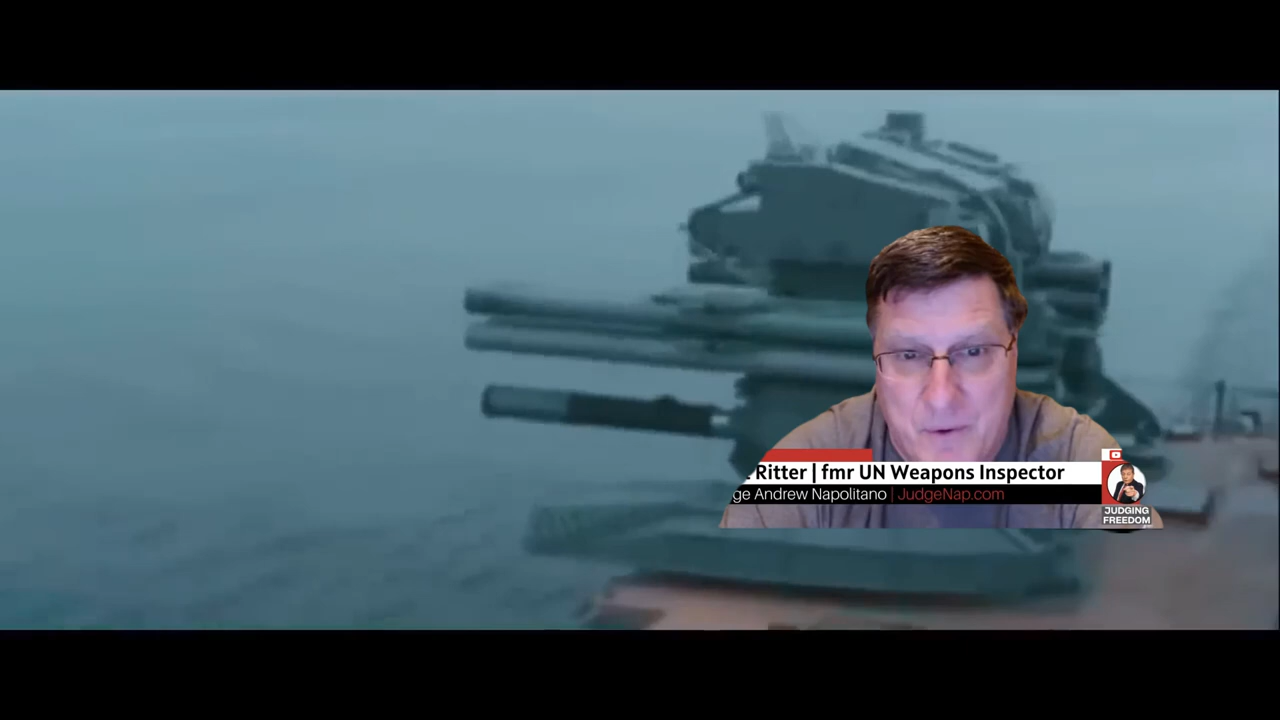 Ritter | fmr UN Weapons Inspector
ge Andrew Napolitano | JudgeNap.com
JUDGING
FREEDOM